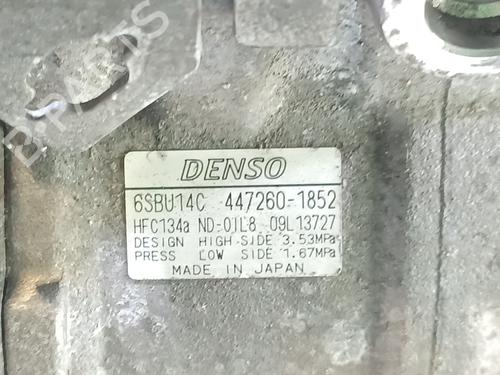 B-PARTS
DENSO
6SBU14C 447260-1852
HFC134a ND-OIL8 09L13727
DESIGN HIGH-SIDE 3.53MPa
PRESS LOW SIDE 1.67MPa
MADE IN JAPAN